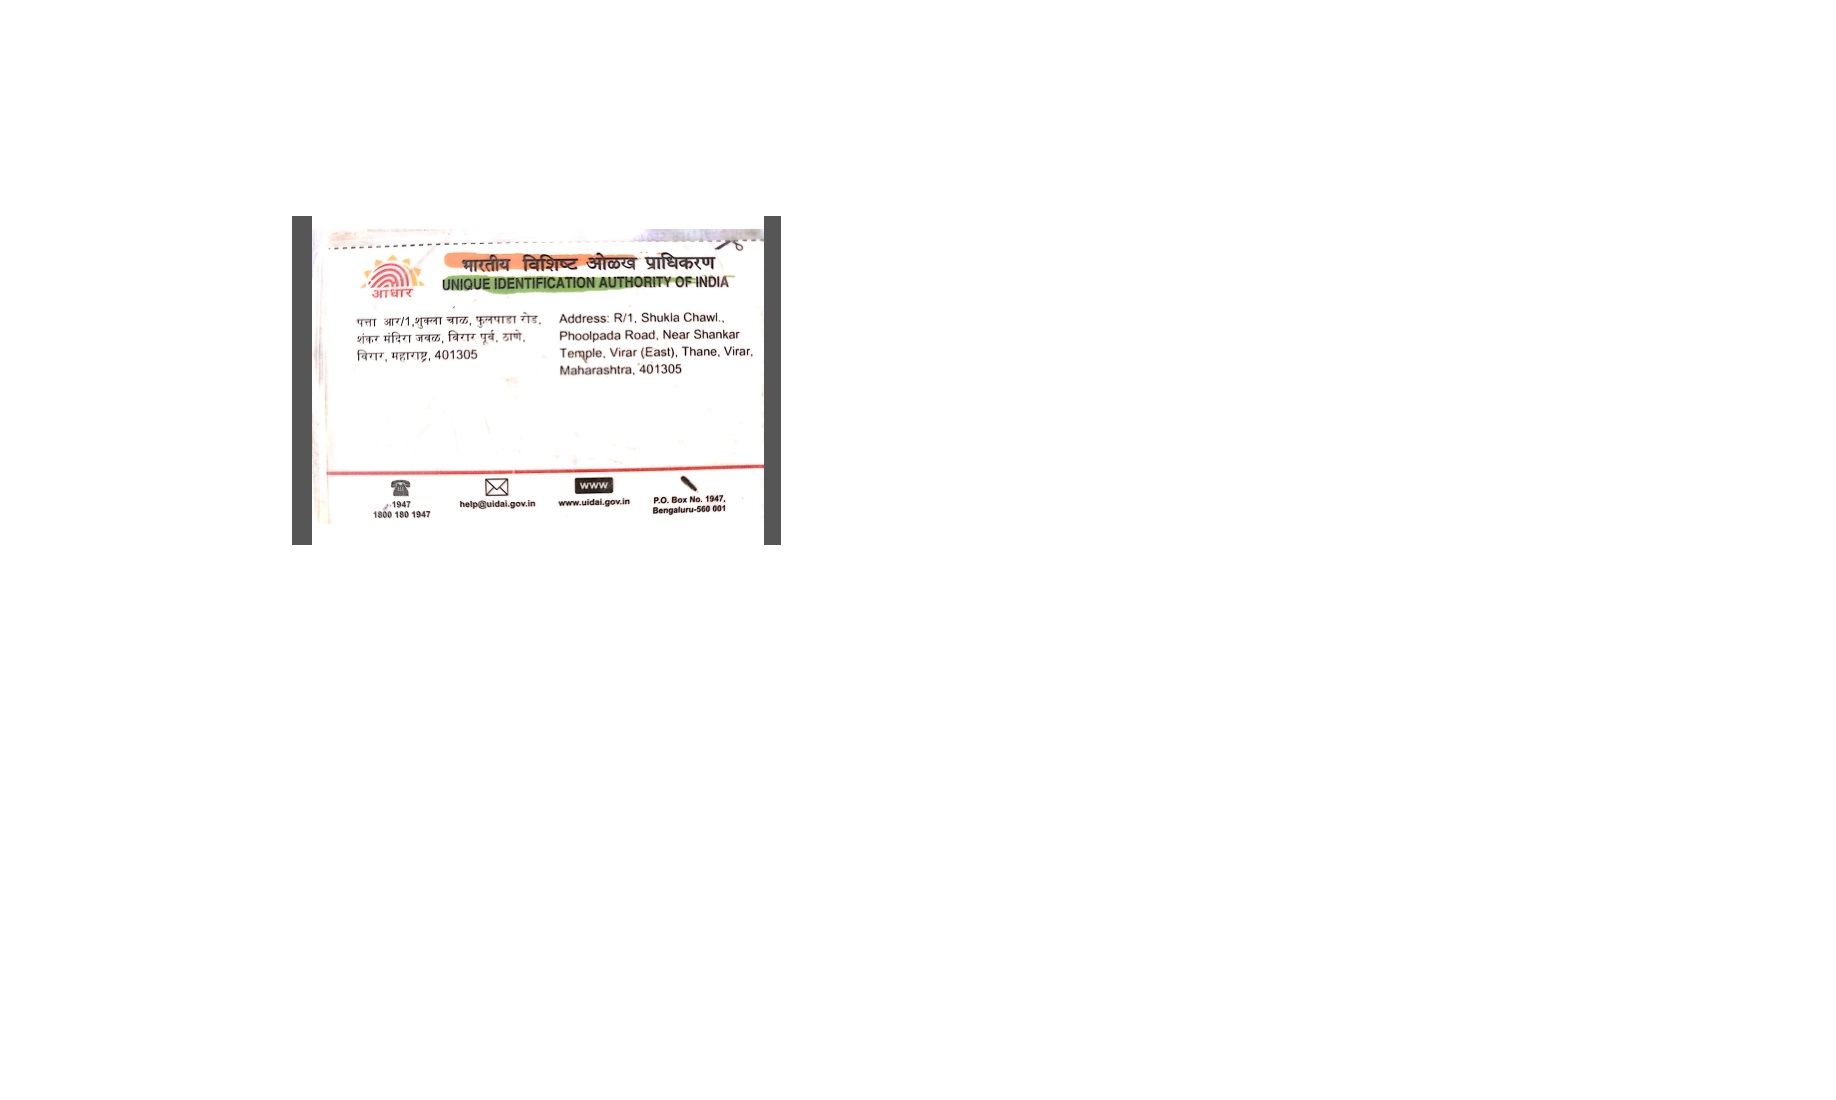 भारतीय विशिष्ट ओळख प्राधिकरण
UNIQUE IDENTIFICATION AUTHORITY OF INDIA
आधार
पत्ता आर/1,शुक्ला चाळ, फुलपाडा रोड,
शंकर मंदिरा जवळ, विरार पूर्व, ठाणे,
विरार, महाराष्ट्र, 401305
Address: R/1, Shukla Chawl.,
Phoolpada Road, Near Shankar
Temple, Virar (East), Thane, Virar,
Maharashtra, 401305
1947
1800 180 1947
help@uidai.gov.in
WWW
www.uidai.gov.in
P.O. Box No. 1947,
Bengaluru-560 001